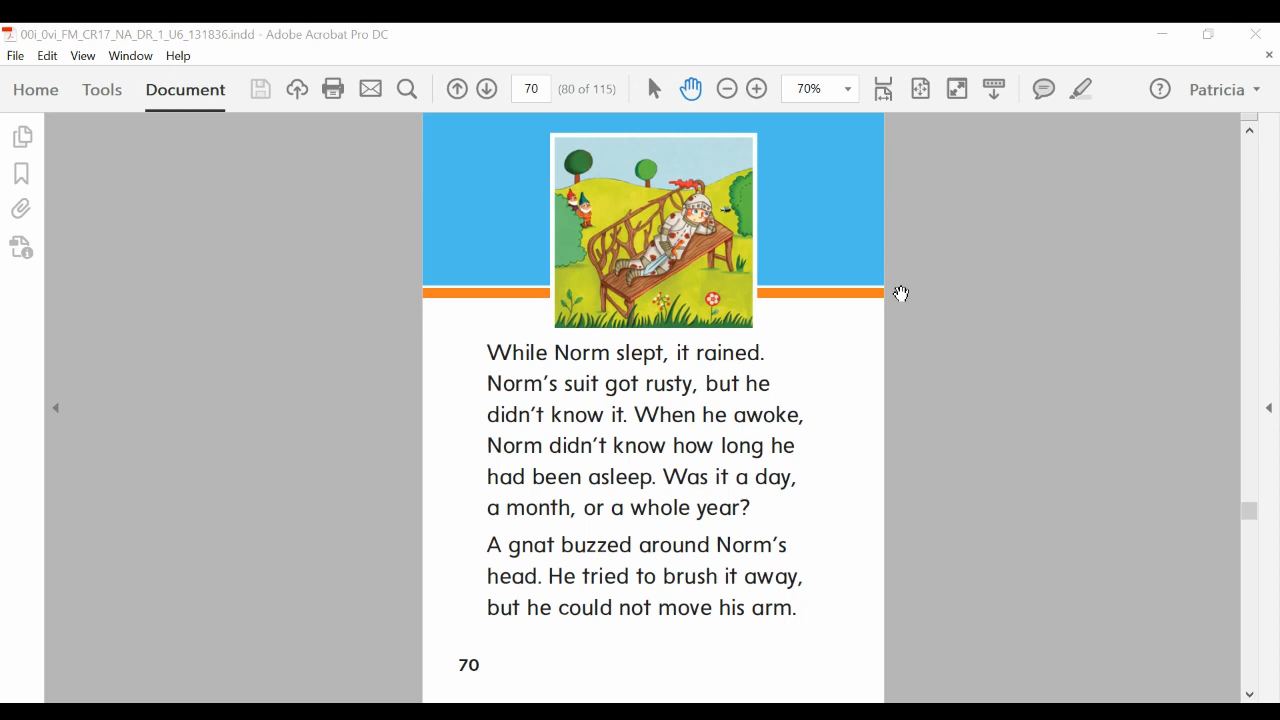 00i_0vi_FM_CR17_NA_DR_1_U6_131836.indd - Adobe Acrobat Pro DC
File Edit View Window Help
Home Tools Document 70 (80 of 115) 70% Patricia
While Norm slept, it rained.
Norm's suit got rusty, but he
didn't know it. When he awoke,
Norm didn't know how long he
had been asleep. Was it a day,
a month, or a whole year?
A gnat buzzed around Norm's
head. He tried to brush it away,
but he could not move his arm.
70